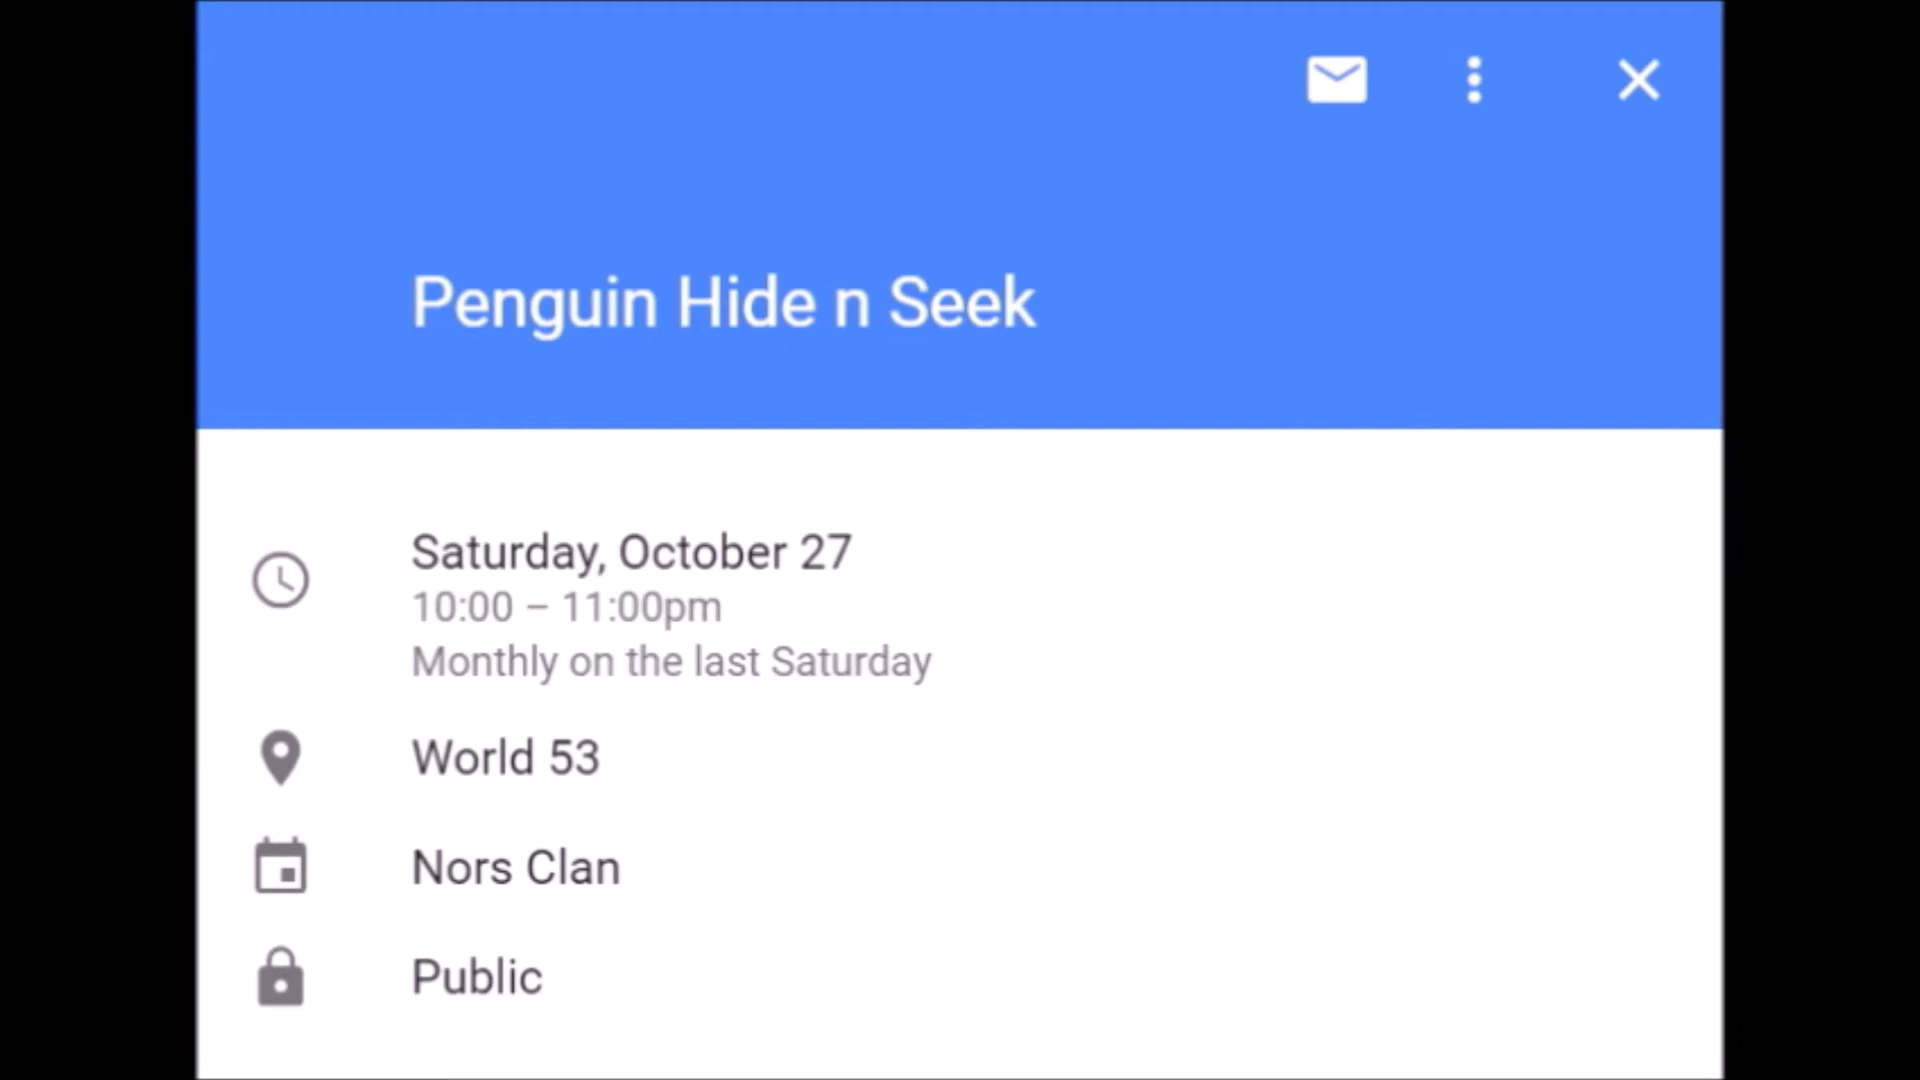 Penguin Hide n Seek
Saturday, October 27
10:00 – 11:00pm
Monthly on the last Saturday
World 53
Nors Clan
Public